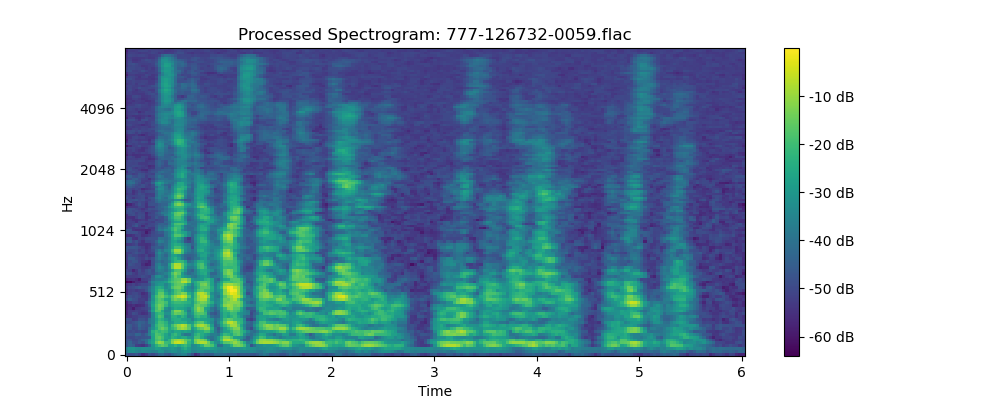 Processed Spectrogram: 777-126732-0059.flac
Hz
4096
2048
1024
512
0
0 1 2 3 4 5 6
Time
-10 dB
-20 dB
-30 dB
-40 dB
-50 dB
-60 dB